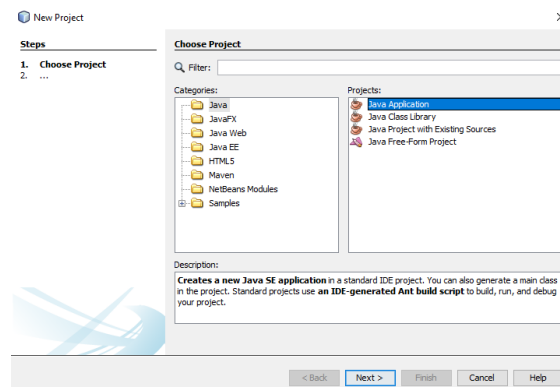 New Project
Steps
1. Choose Project
2. ...
Choose Project
Filter:
Categories:
Java
JavaFX
Java Web
Java EE
HTML5
Maven
NetBeans Modules
Samples
Projects:
Java Application
Java Class Library
Java Project with Existing Sources
Java Free-Form Project
Description:
Creates a new Java SE application in a standard IDE project. You can also generate a main class
in the project. Standard projects use an IDE-generated Ant build script to build, run, and debug
your project.
< Back
Next >
Finish
Cancel
Help